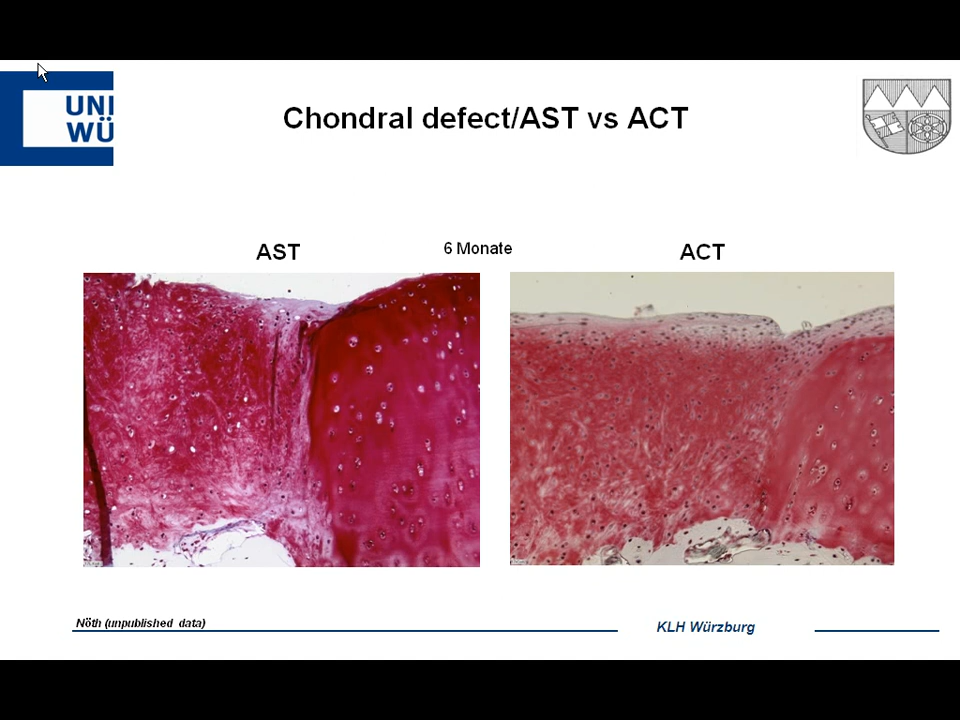 UNI
WÜ
Chondral defect/AST vs ACT
AST
6 Monate
ACT
Nöth (unpublished data)
KLH Würzburg